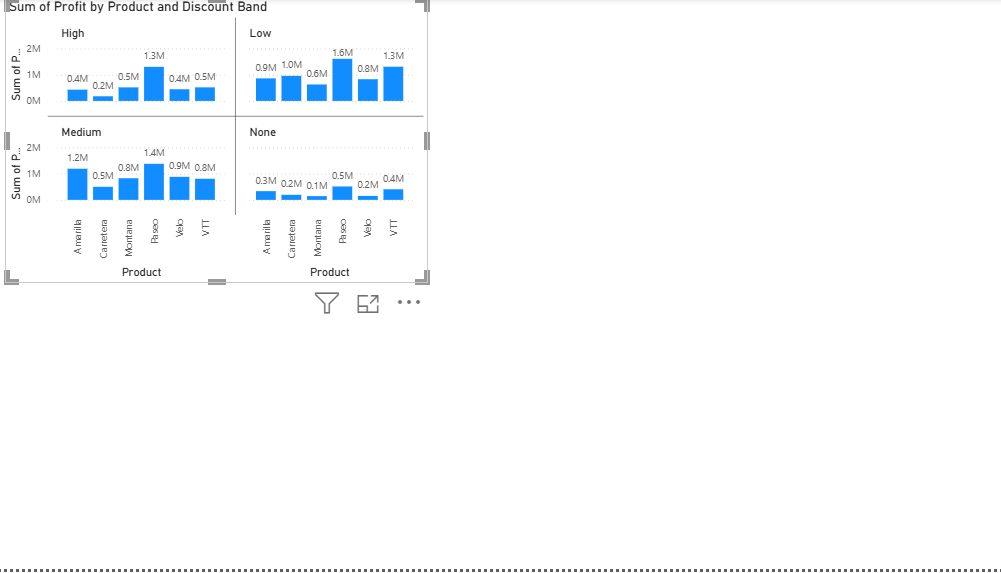 Sum of Profit by Product and Discount Band
High
Low
Sum of P...
2M
1M
0M
0.4M
0.2M
0.5M
1.3M
0.4M
0.5M
0.9M
1.0M
0.6M
1.6M
0.8M
1.3M
Medium
None
Sum of P...
2M
1M
0M
1.2M
0.5M
0.8M
1.4M
0.9M
0.8M
0.3M
0.2M
0.1M
0.5M
0.2M
0.4M
Amarilla
Carretera
Montana
Paseo
Velo
VTT
Amarilla
Carretera
Montana
Paseo
Velo
VTT
Product
Product